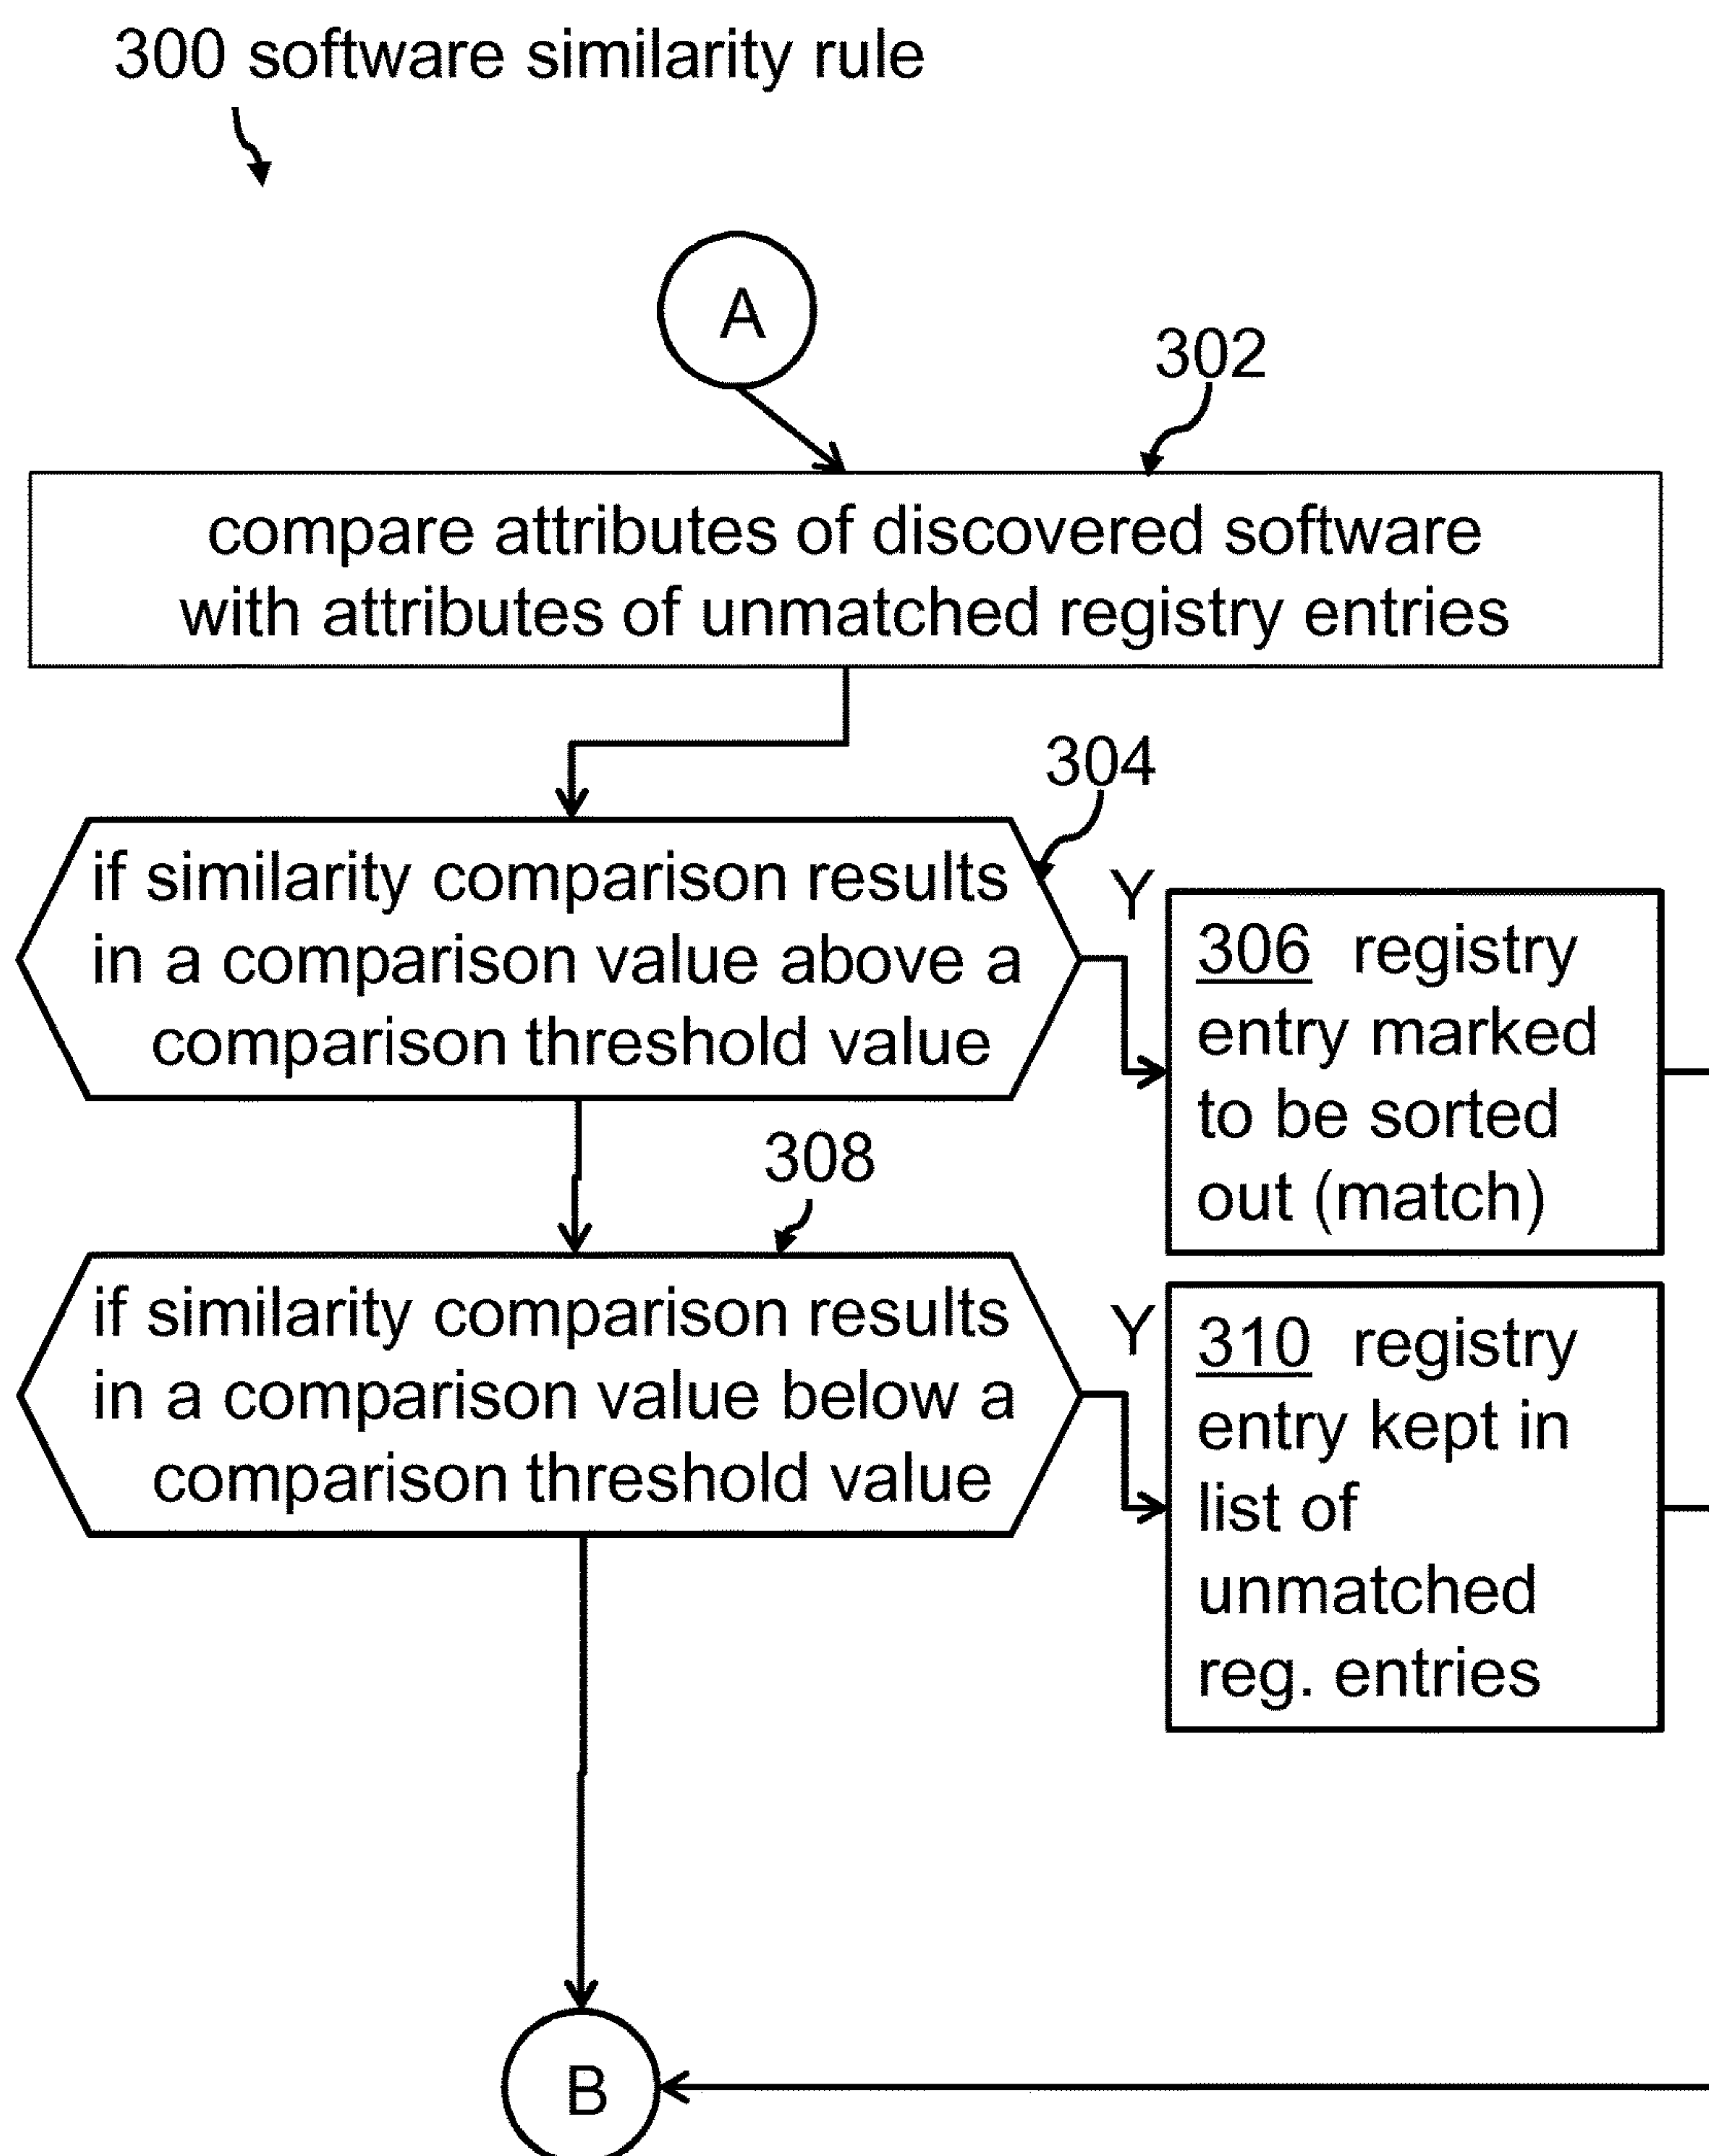 300 software similarity rule
A
302
compare attributes of discovered software
with attributes of unmatched registry entries
304
if similarity comparison results
in a comparison value above a
comparison threshold value
Y
306 registry
entry marked
to be sorted
out (match)
308
if similarity comparison results
in a comparison value below a
comparison threshold value
Y
310 registry
entry kept in
list of
unmatched
reg. entries
B